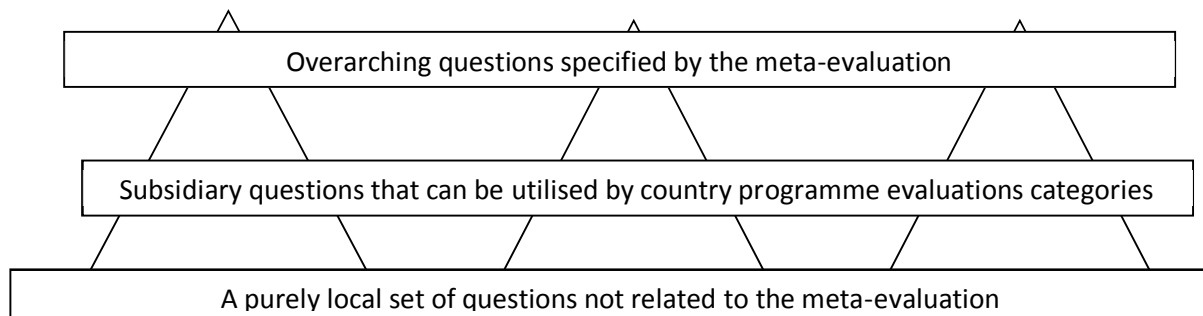 Overarching questions specified by the meta-evaluation
Subsidiary questions that can be utilised by country programme evaluations categories
A purely local set of questions not related to the meta-evaluation